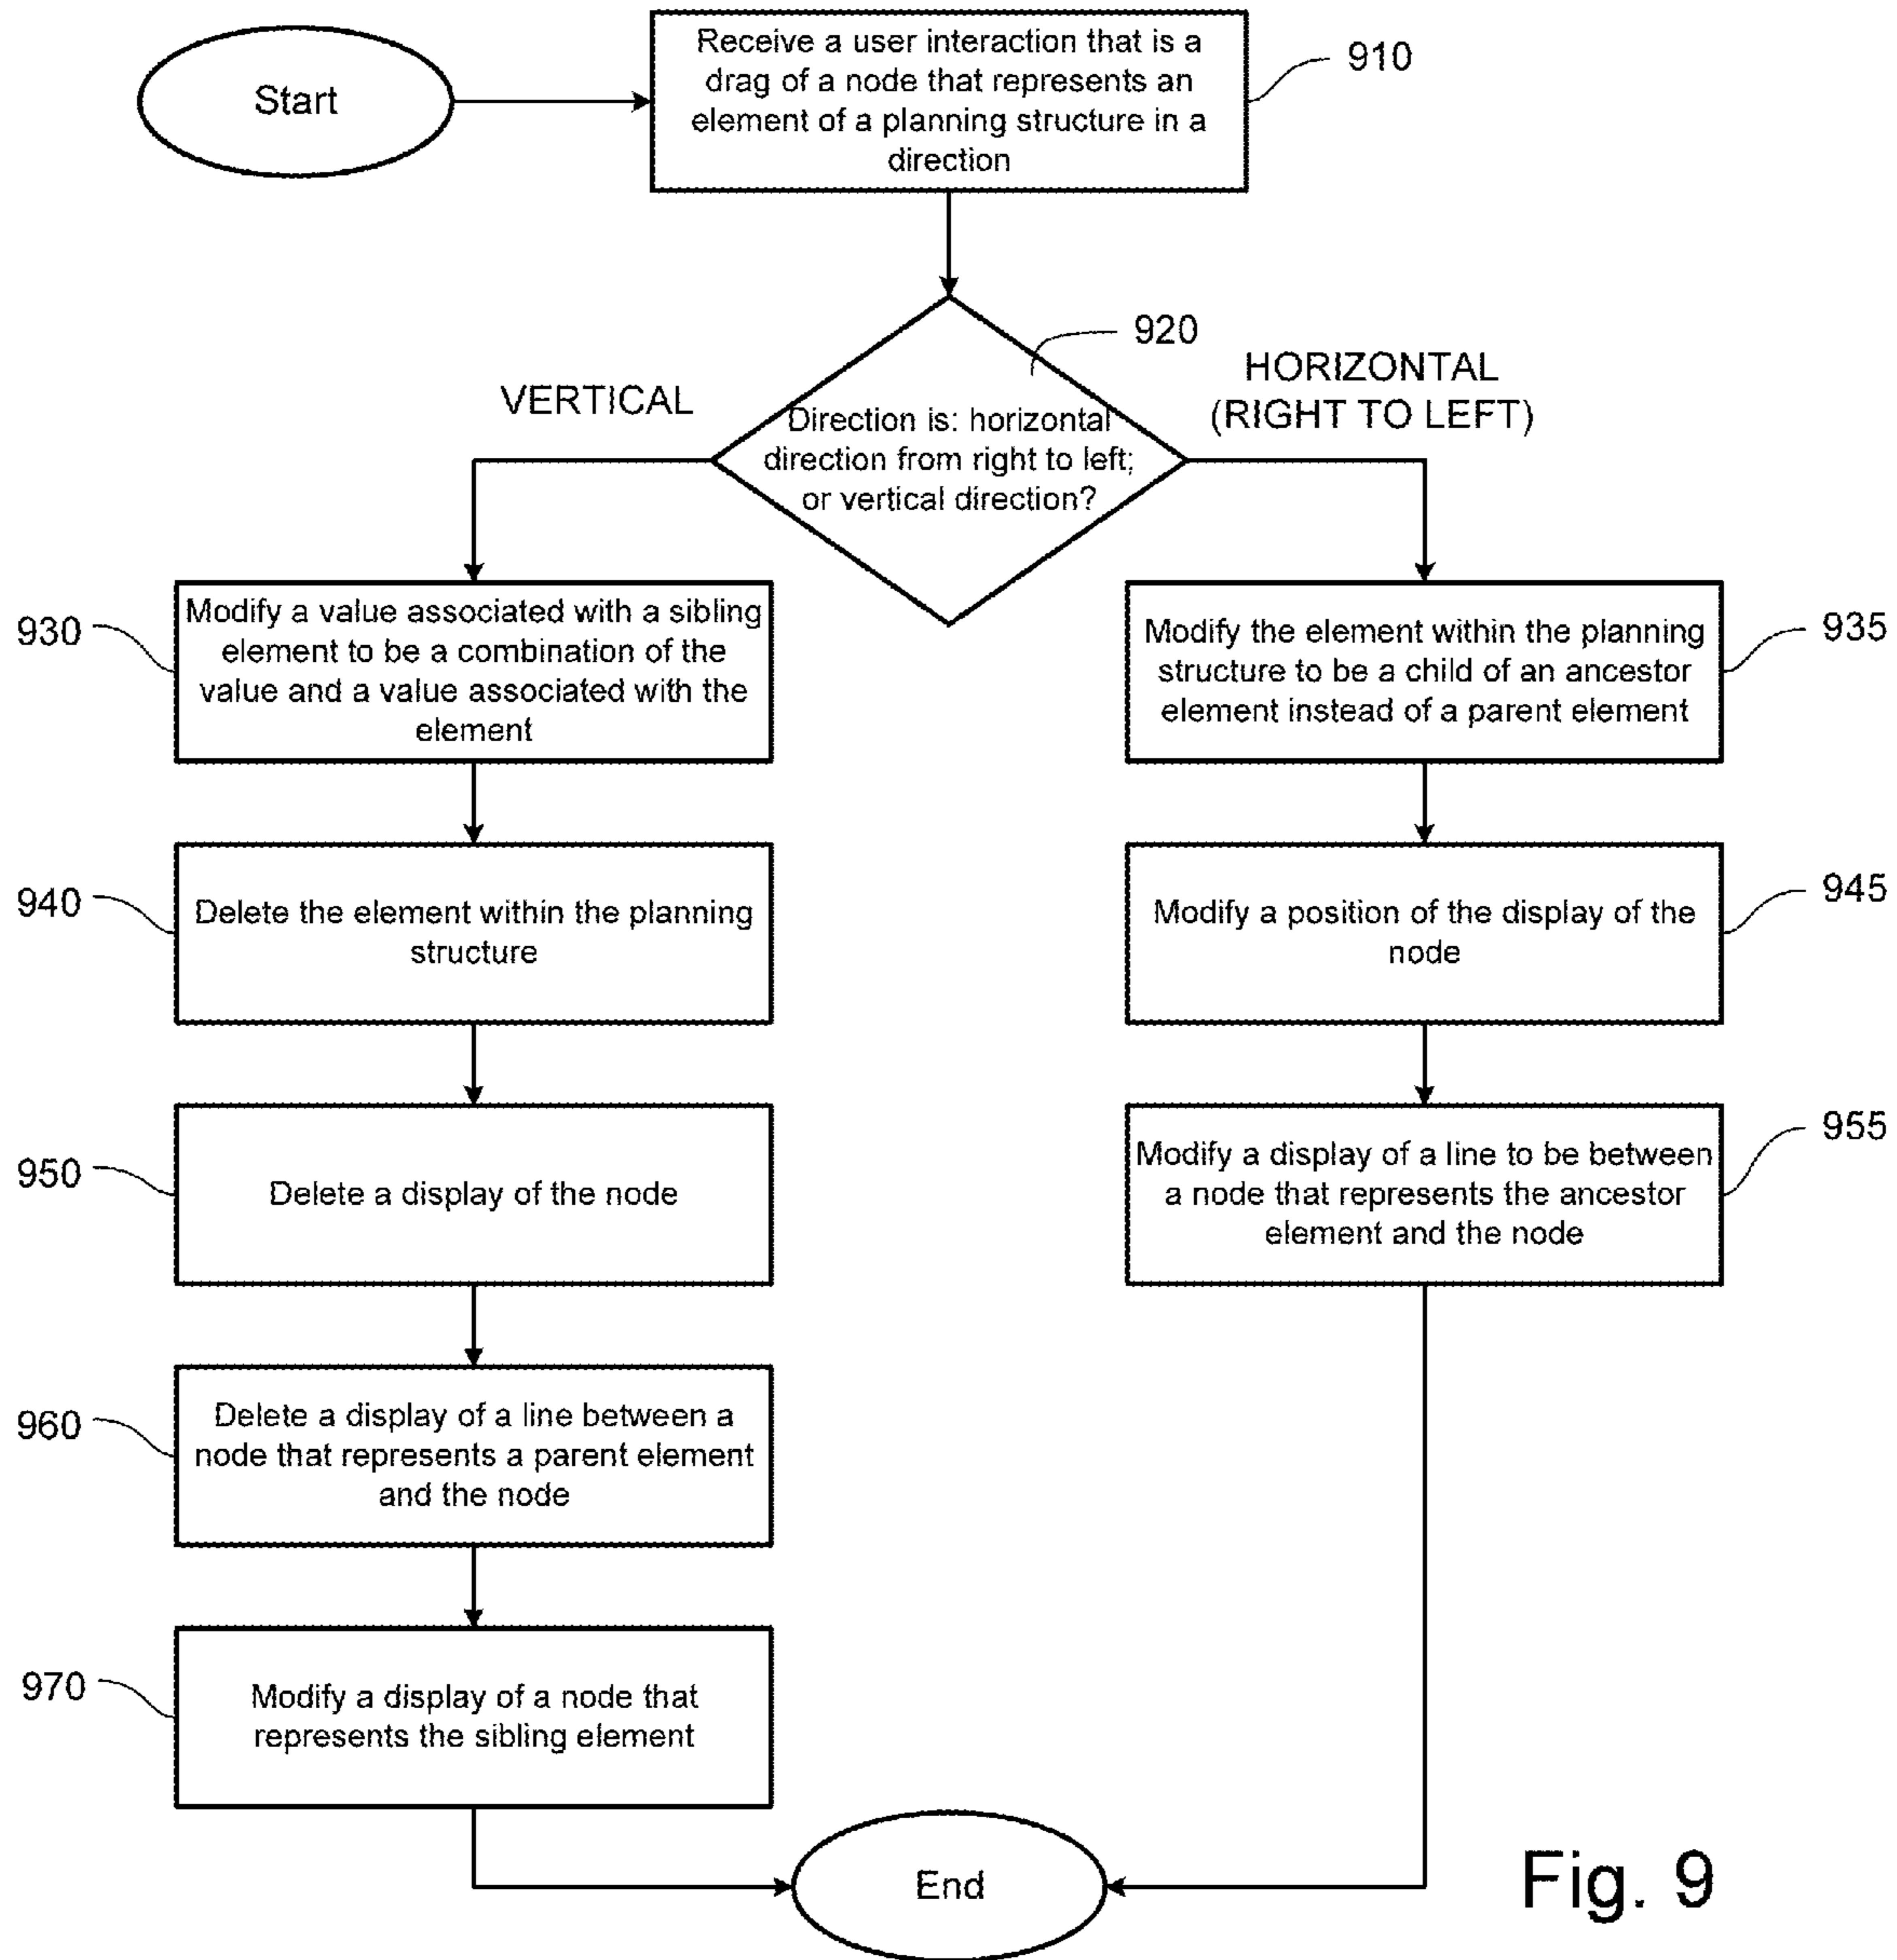 Start
Receive a user interaction that is a
drag of a node that represents an
element of a planning structure in a
direction
910
920
VERTICAL
HORIZONTAL
(RIGHT TO LEFT)
Direction is: horizontal
direction from right to left;
or vertical direction?
930
Modify a value associated with a sibling
element to be a combination of the
value and a value associated with the
element
Modify the element within the planning
structure to be a child of an ancestor
element instead of a parent element
935
940
Delete the element within the planning
structure
Modify a position of the display of the
node
945
950
Delete a display of the node
Modify a display of a line to be between
a node that represents the ancestor
element and the node
955
960
Delete a display of a line between a
node that represents a parent element
and the node
970
Modify a display of a node that
represents the sibling element
End
Fig. 9